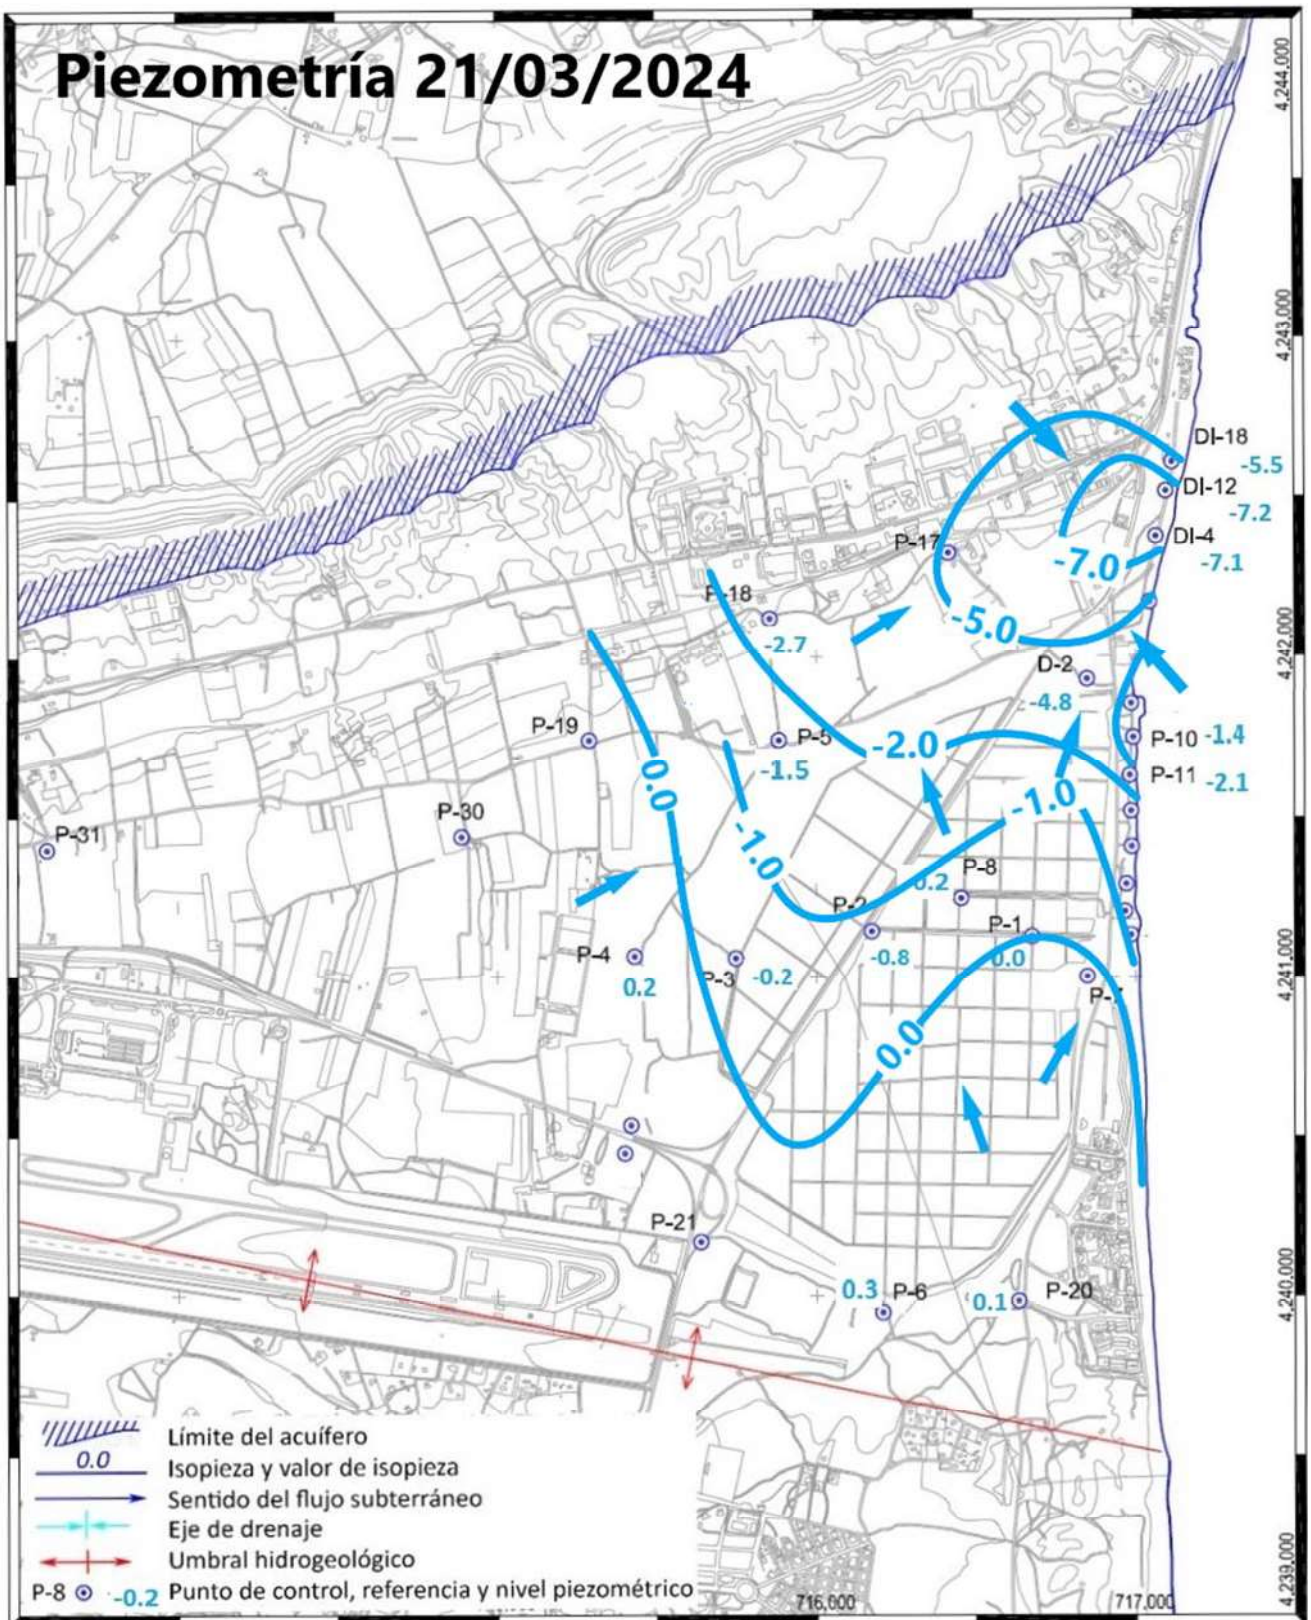 Piezometría 21/03/2024
4,244,000
4,243,000
DI-18
-5.5
DI-12
-7.2
DI-4
-7.1
P-17
-7.0
-5.0
P-18
-2.7
4,242,000
D-2
-4.8
P-19
P-5
-1.5
-2.0
P-10 -1.4
P-11 -2.1
0.0
-1.0
P-31
P-30
-1.0
P-8
0.2
P-2
-0.8
P-1
0.0
P-4
0.2
P-3
-0.2
4,241,000
P-7
0.0
P-21
4,240,000
0.3
P-6
0.1
P-20
Límite del acuífero
0.0
Isopieza y valor de isopieza
Sentido del flujo subterráneo
Eje de drenaje
Umbral hidrogeológico
P-8 -0.2 Punto de control, referencia y nivel piezométrico
716,000
717,000
4,239,000